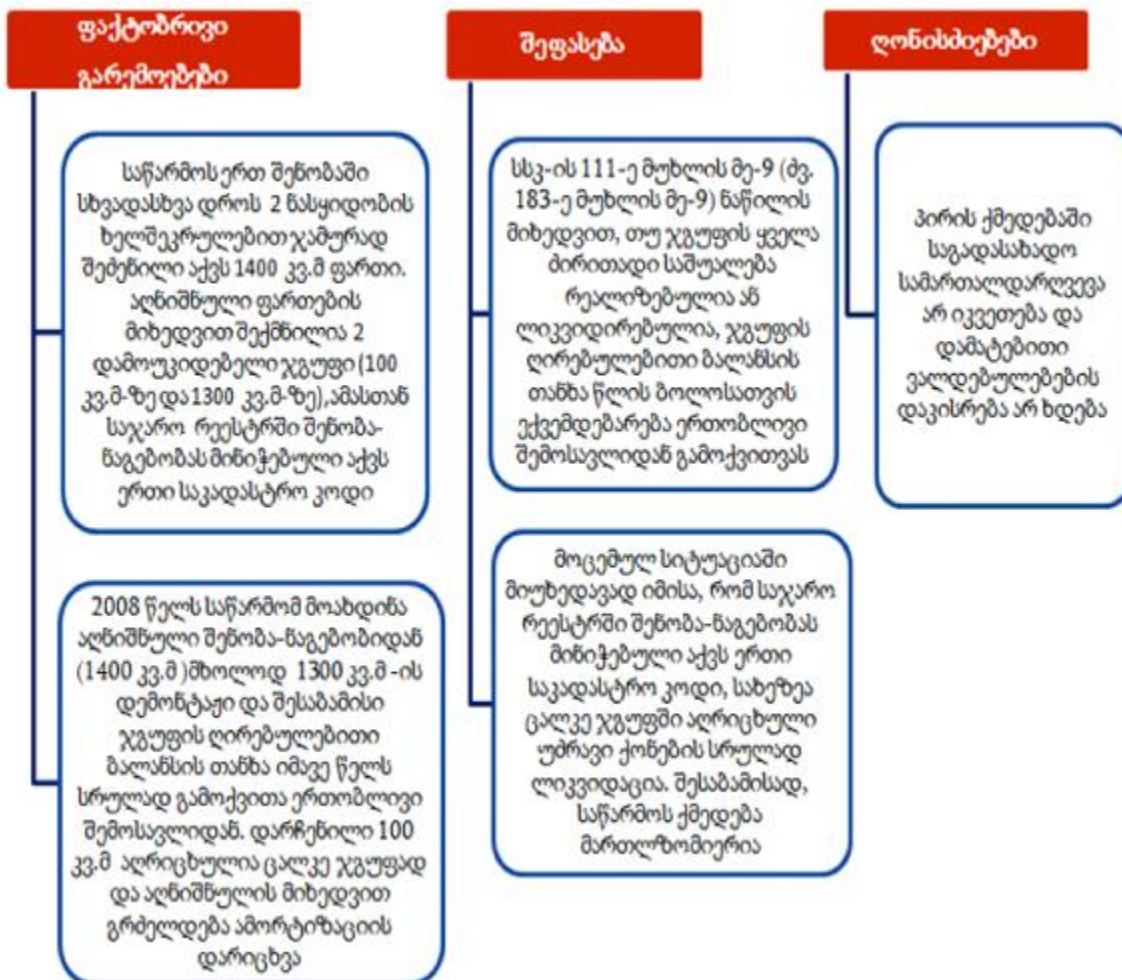 ფაქტობრივი
გარემოებები
საწარმოს ერთ შენობაში
სხვადასხვა დროს 2 ნასყიდობის
ხელშეკრულებით ჯამურად
შეძენილი აქვს 1400 კვ.მ ფართი.
აღნიშნული ფართების
მიხედვით შექმნილია 2
დამოუკიდებელი ჯგუფი (100
კვ.მ-ზე და 1300 კვ.მ-ზე),ამასთან
საჯარო რეესტრში შენობა-
ნაგებობას მინიჭებული აქვს
ერთი საკადასტრო კოდი
2008 წელს საწარმომ მოახდინა
აღნიშნული შენობა-ნაგებობიდან
(1400 კვ.მ )მხოლოდ 1300 კვ.მ -ის
დემონტაჟი და შესაბამისი
ჯგუფის ღირებულებითი
ბალანსის თანხა იმავე წელს
სრულად გამოქვითა ერთობლივი
შემოსავლიდან. დარჩენილი 100
კვ.მ აღრიცხულია ცალკე ჯგუფად
და აღნიშნულის მიხედვით
გრძელდება ამორტიზაციის
დარიცხვა
შეფასება
სსკ-ის 111-ე მუხლის მე-9 (ძვ.
183-ე მუხლის მე-9) ნაწილის
მიხედვით, თუ ჯგუფის ყველა
ძირითადი საშუალება
რეალიზებულია ან
ლიკვიდირებულია, ჯგუფის
ღირებულებითი ბალანსის
თანხა წლის ბოლოსათვის
ექვემდებარება ერთობლივი
შემოსავლიდან გამოქვითვას
მოცემულ სიტუაციაში
მიუხედავად იმისა, რომ საჯარო
რეესტრში შენობა-ნაგებობას
მინიჭებული აქვს ერთი
საკადასტრო კოდი, სახეზეა
ცალკე ჯგუფში აღრიცხული
უძრავი ქონების სრულად
ლიკვიდაცია. შესაბამისად,
საწარმოს ქმედება
მართლზომიერია
ღონისძიებები
პირის ქმედებაში
საგადასახადო
სამართალდარღვევა
არ იკვეთება და
დამატებითი
ვალდებულებების
დაკისრება არ ხდება